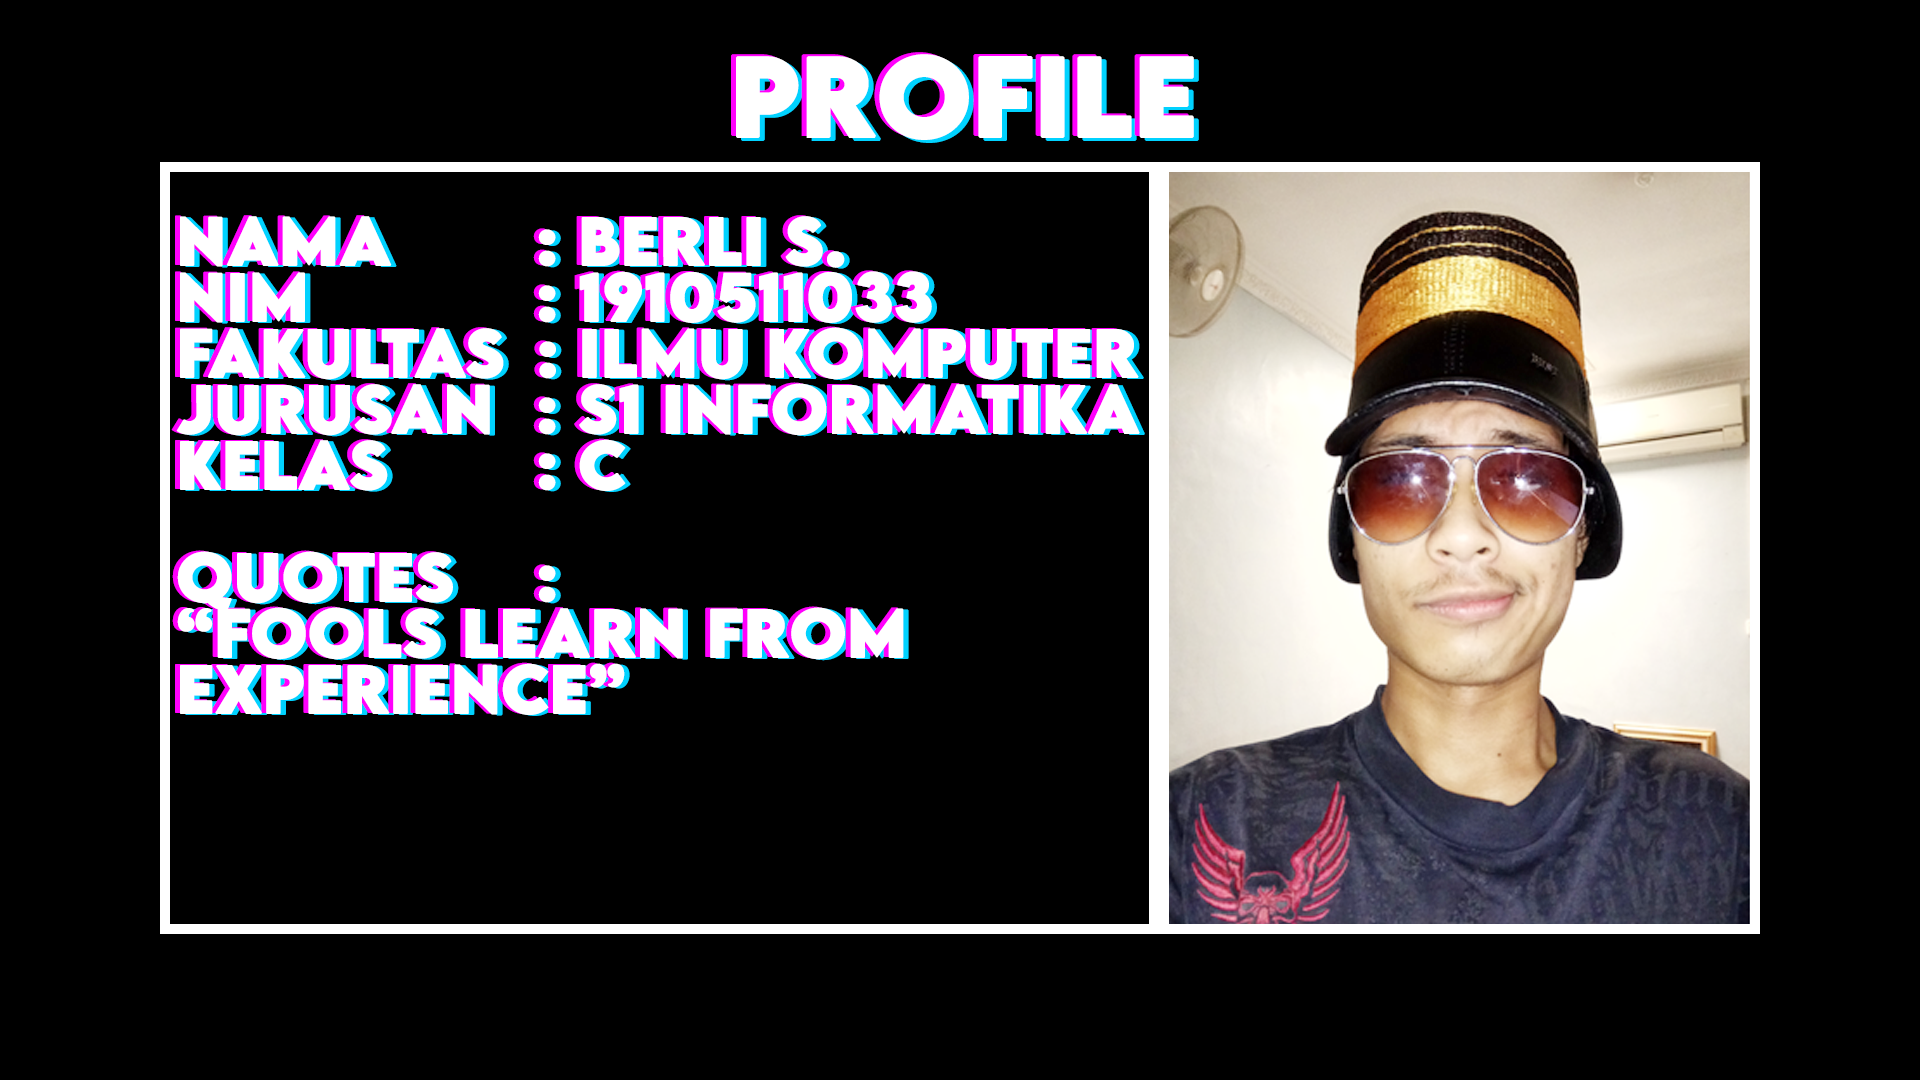 PROFILE
NAMA : BERLI S.
NIM : 1910511033
FAKULTAS : ILMU KOMPUTER
JURUSAN : S1 INFORMATIKA
KELAS : C
QUOTES :
“FOOLS LEARN FROM
EXPERIENCE”